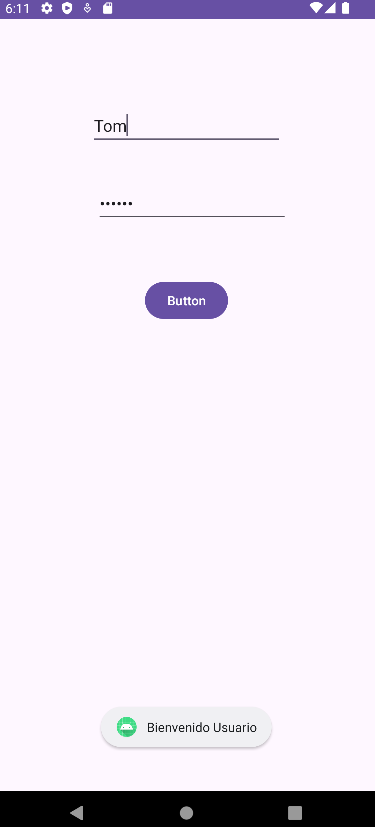 6:11
Tom
••••••
Button
Bienvenido Usuario